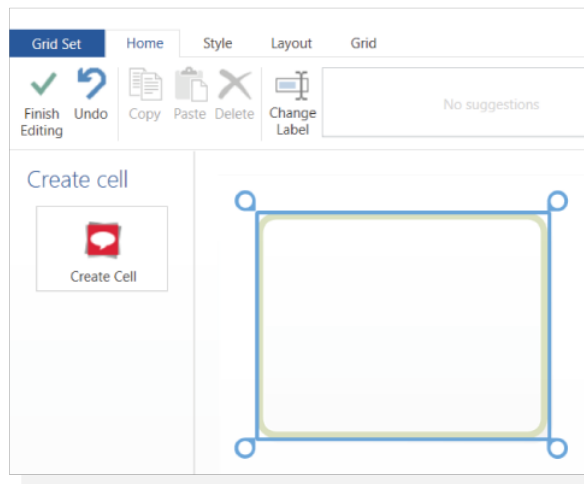 Grid Set Home Style Layout Grid
Finish Editing
Undo
Copy
Paste
Delete
Change Label
No suggestions
Create cell
Create Cell